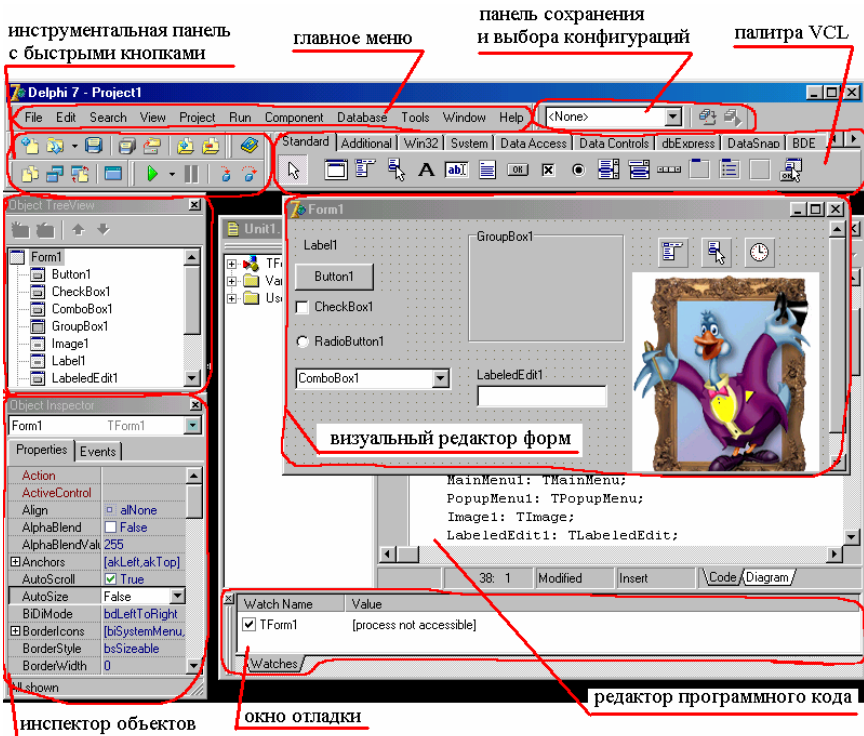 инструментальная панель
с быстрыми кнопками
главное меню
панель сохранения
и выбора конфигураций
палитра VCL
Delphi 7 - Project1
File Edit Search View Project Run Component Database Tools Window Help
<None>
Standard Additional Win32 System Data Access Data Controls dbExpress DataSnap BDE
Object TreeView
Form1
Button1
CheckBox1
ComboBox1
GroupBox1
Image1
Label1
LabeledEdit1
Unit1.
TFo
Var
Use
Form1
Label1
GroupBox1
Button1
CheckBox1
RadioButton1
ComboBox1
LabeledEdit1
визуальный редактор форм
MainMenu1: TMainMenu;
PopupMenu1: TPopupMenu;
Image1: TImage;
LabeledEdit1: TLabeledEdit;
38: 1 Modified Insert Code Diagram
Object Inspector
Form1 TForm1
Properties Events
Action
ActiveControl
Align alNone
AlphaBlend False
AlphaBlendValu 255
Anchors [akLeft,akTop]
AutoScroll True
AutoSize False
BiDiMode bdLeftToRight
BorderIcons [biSystemMenu,
BorderStyle bsSizeable
BorderWidth 0
All shown
Watch Name Value
TForm1 [process not accessible]
Watches
инспектор объектов
окно отладки
редактор программного кода